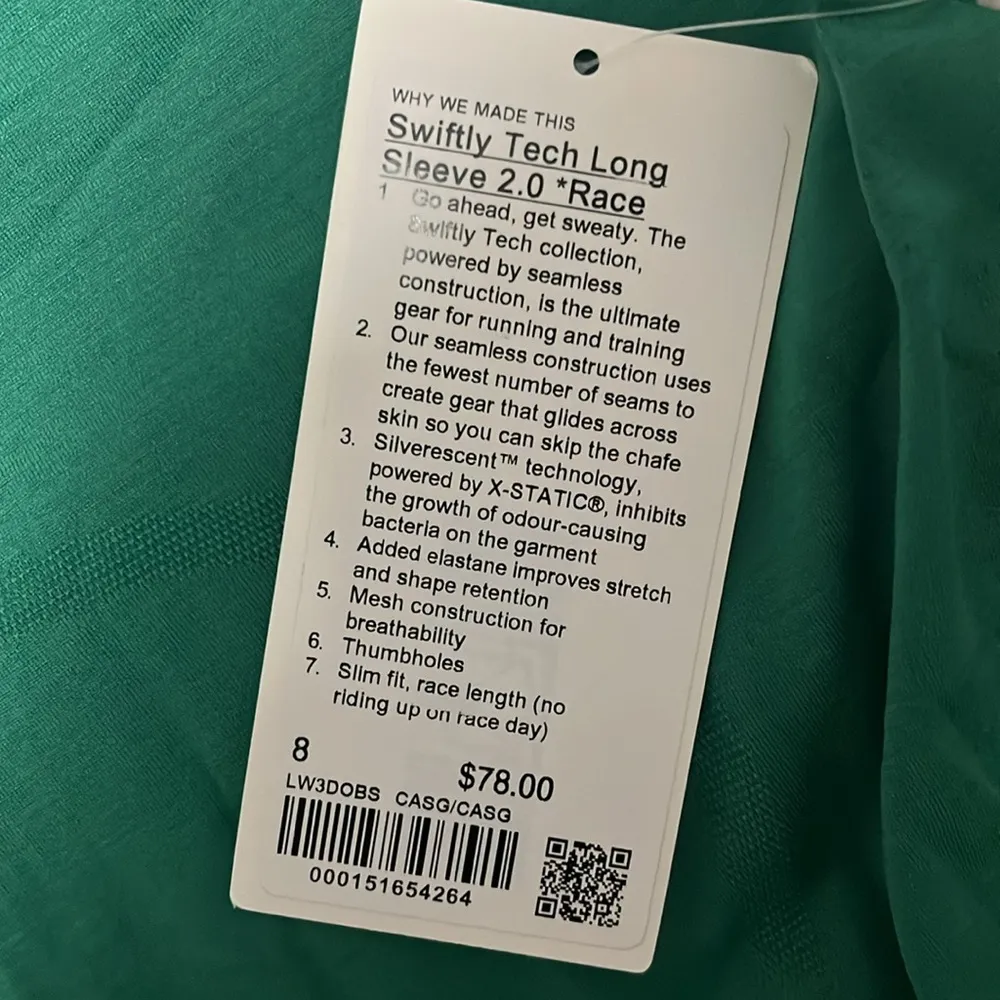 WHY WE MADE THIS
Swiftly Tech Long
Sleeve 2.0 *Race
1 Go ahead, get sweaty. The
Swiftly Tech collection,
powered by seamless
construction, is the ultimate
gear for running and training
2. Our seamless construction uses
the fewest number of seams to
create gear that glides across
skin so you can skip the chafe
3. Silverescent™ technology,
powered by X-STATIC®, inhibits
the growth of odour-causing
bacteria on the garment
4. Added elastane improves stretch
and shape retention
5. Mesh construction for
breathability
6. Thumbholes
7. Slim fit, race length (no
riding up on race day)
8 $78.00
LW3DOBS CASG/CASG
000151654264